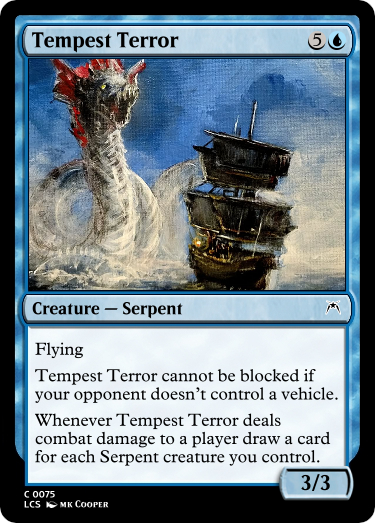 Tempest Terror 5
Creature — Serpent
Flying
Tempest Terror cannot be blocked if
your opponent doesn't control a vehicle.
Whenever Tempest Terror deals
combat damage to a player draw a card
for each Serpent creature you control.
3/3
C 0075
LCS MK COOPER